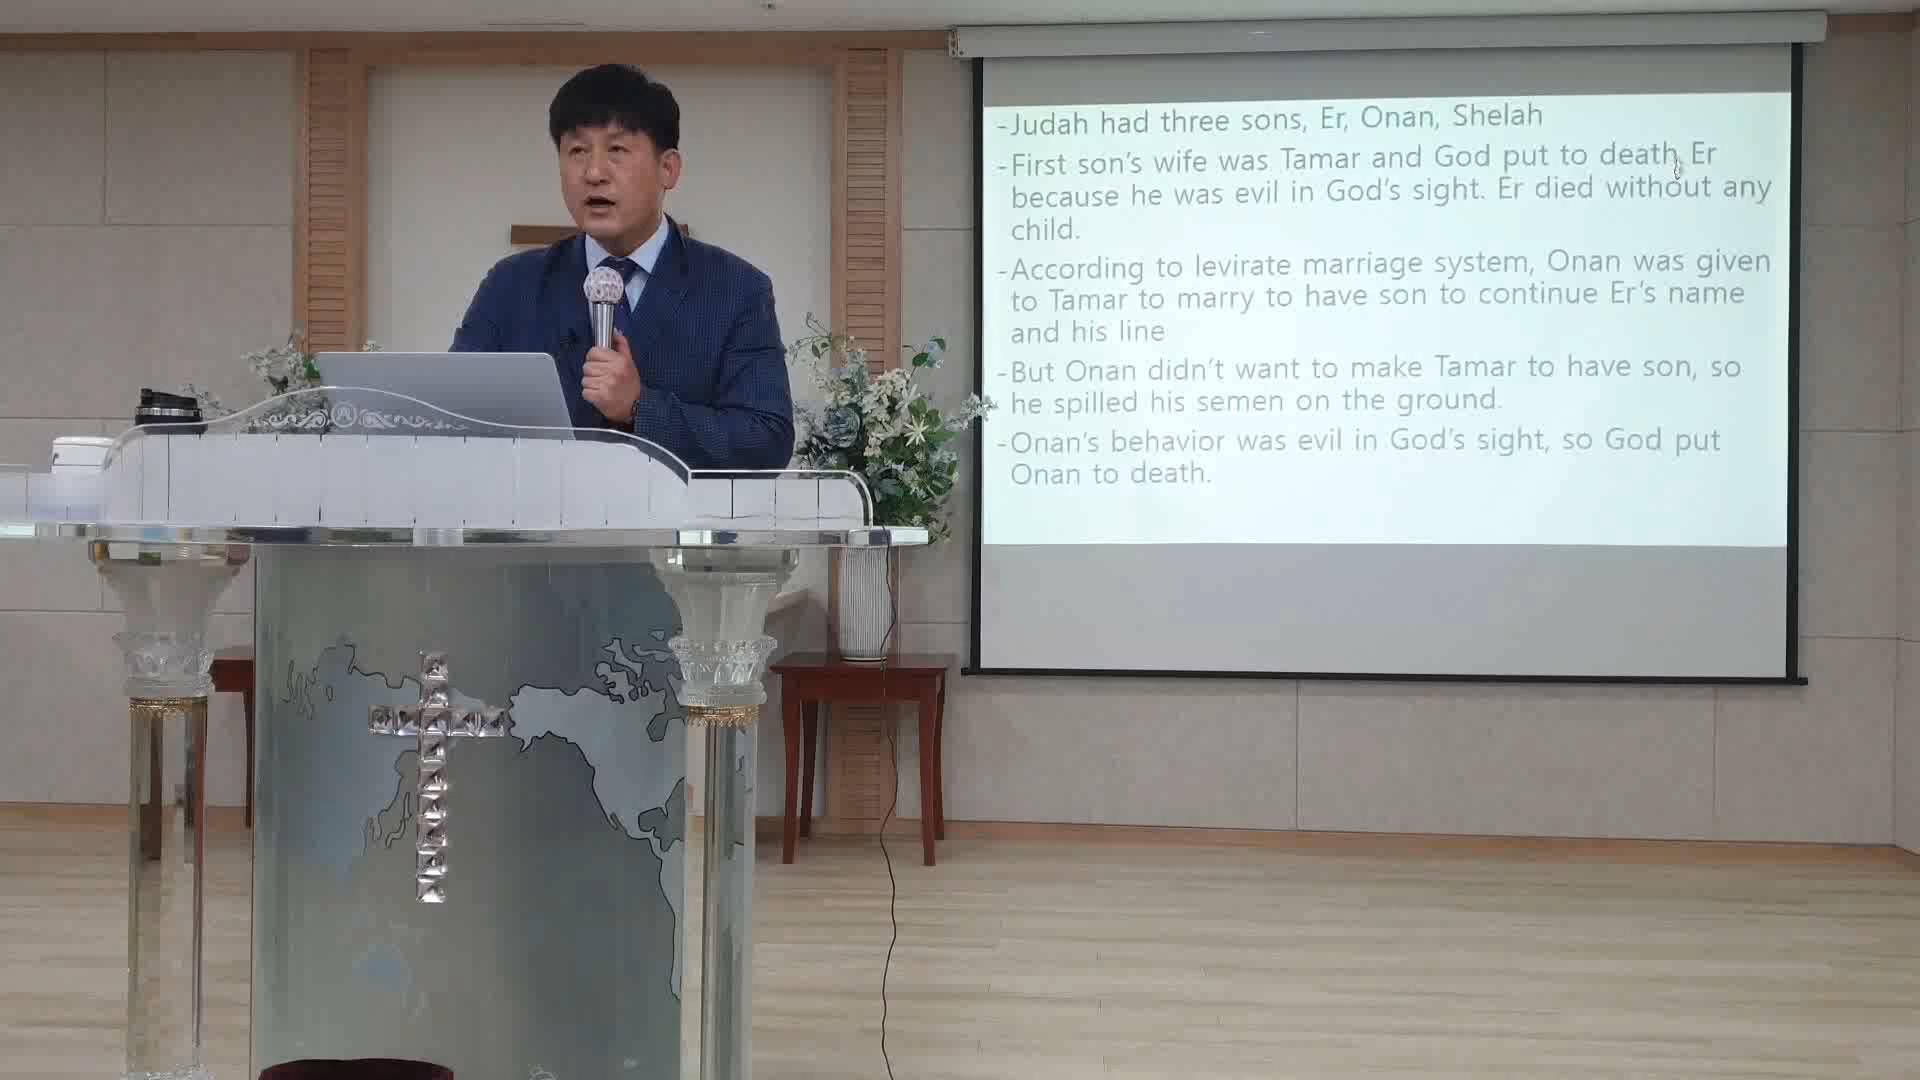 -Judah had three sons, Er, Onan, Shelah
-First son's wife was Tamar and God put to death Er
because he was evil in God's sight. Er died without any
child.
-According to levirate marriage system, Onan was given
to Tamar to marry to have son to continue Er's name
and his line
-But Onan didn't want to make Tamar to have son, so
he spilled his semen on the ground.
-Onan's behavior was evil in God's sight, so God put
Onan to death.